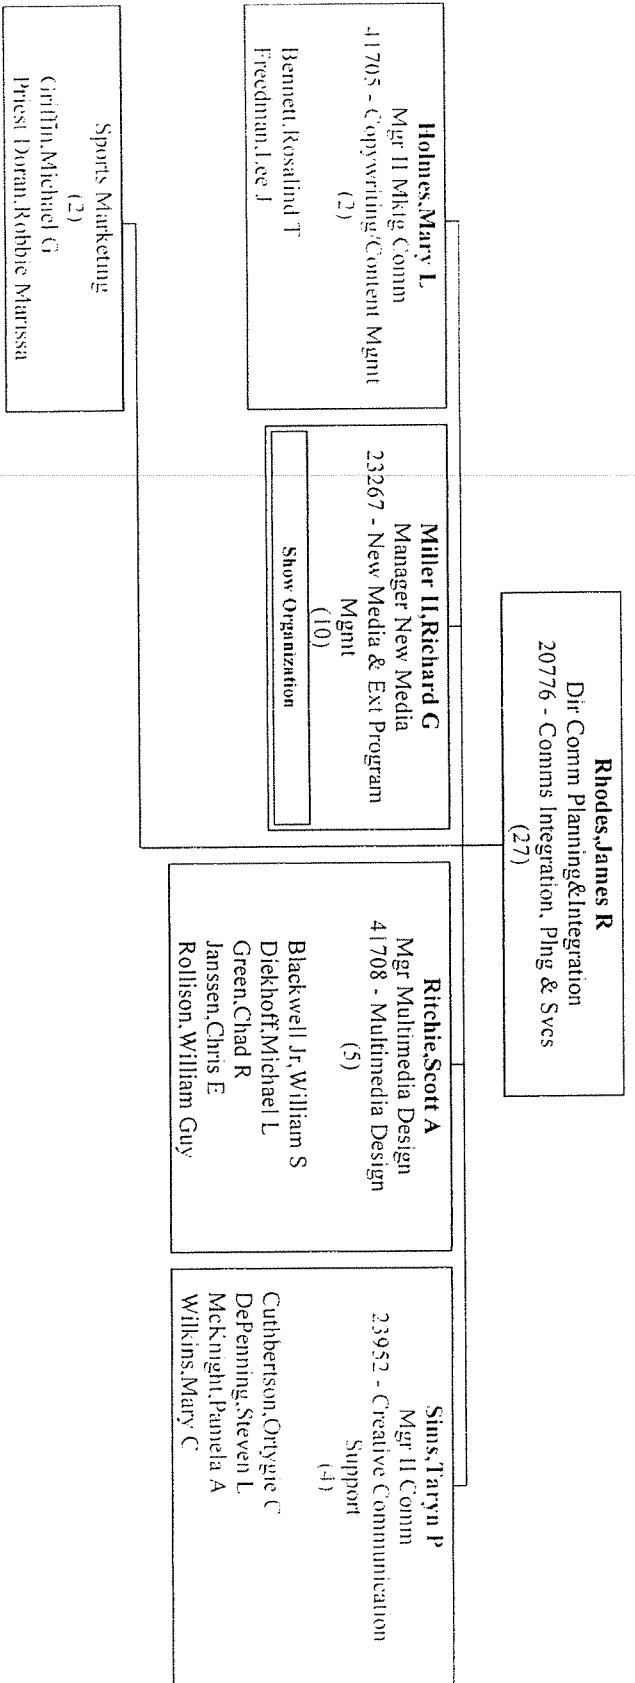 Rhodes,James R
Dir Comm Planning&Integration
20776 - Comms Integration, Plng & Svcs
(27)
Holmes,Mary L
Mgr II Mktg Comm
41705 - Copywriting/Content Mgmt
(2)
Bennett,Rosalind T
Freedman,Lee J
Miller II,Richard G
Manager New Media
23267 - New Media & Ext Program
Mgmt
(10)
Show Organization
Ritchie,Scott A
Mgr Multimedia Design
41708 - Multimedia Design
(5)
Blackwell Jr,William S
Diekhoff,Michael L
Green,Chad R
Janssen,Chris E
Rollison,William Guy
Sims,Taryn P
Mgr II Comm
23952 - Creative Communication
Support
(4)
Cuthbertson,Ortygie C
DePenning,Steven L
McKnight,Pamela A
Wilkins,Mary C
Sports Marketing
(2)
Griffin,Michael G
Priest Doran,Robbie Marissa